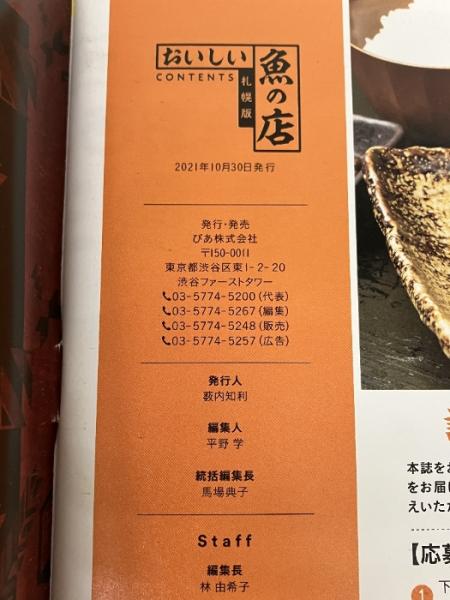 おいしい
魚の店
CONTENTS
札幌版
2021年10月30日発行
発行・発売
ぴあ株式会社
〒150-0011
東京都渋谷区東1-2-20
渋谷ファーストタワー
03-5774-5200(代表)
03-5774-5267(編集)
03-5774-5248(販売)
03-5774-5257(広告)
発行人
薮内知利
編集人
平野 学
統括編集長
馬場典子
Staff
編集長
林 由希子
本誌をお
をお届し
えいただ
【応募
1 下